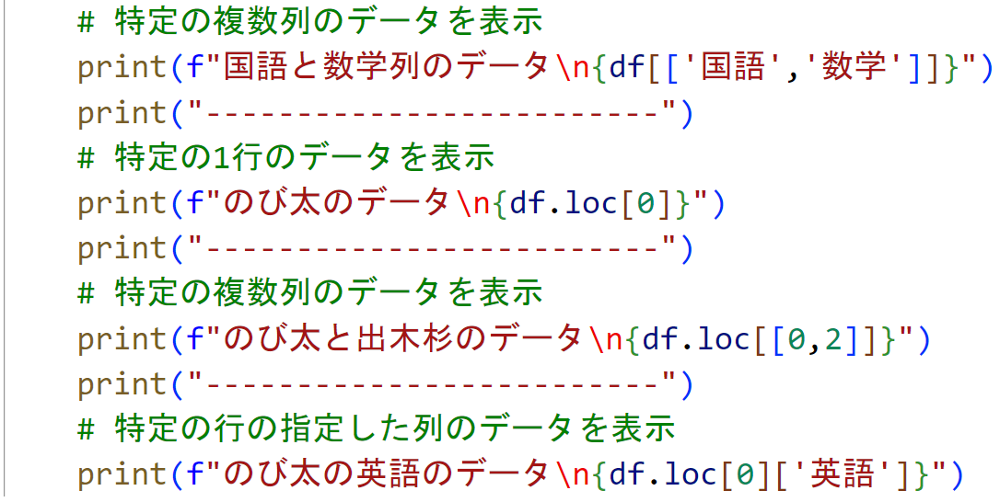 # 特定の複数列のデータを表示
print(f"国語と数学列のデータ\n{df[['国語','数学']]}")
print("-------------------------")
# 特定の1行のデータを表示
print(f"のび太のデータ\n{df.loc[0]}")
print("-------------------------")
# 特定の複数列のデータを表示
print(f"のび太と出木杉のデータ\n{df.loc[[0,2]]}")
print("-------------------------")
# 特定の行の指定した列のデータを表示
print(f"のび太の英語のデータ\n{df.loc[0]['英語']}")